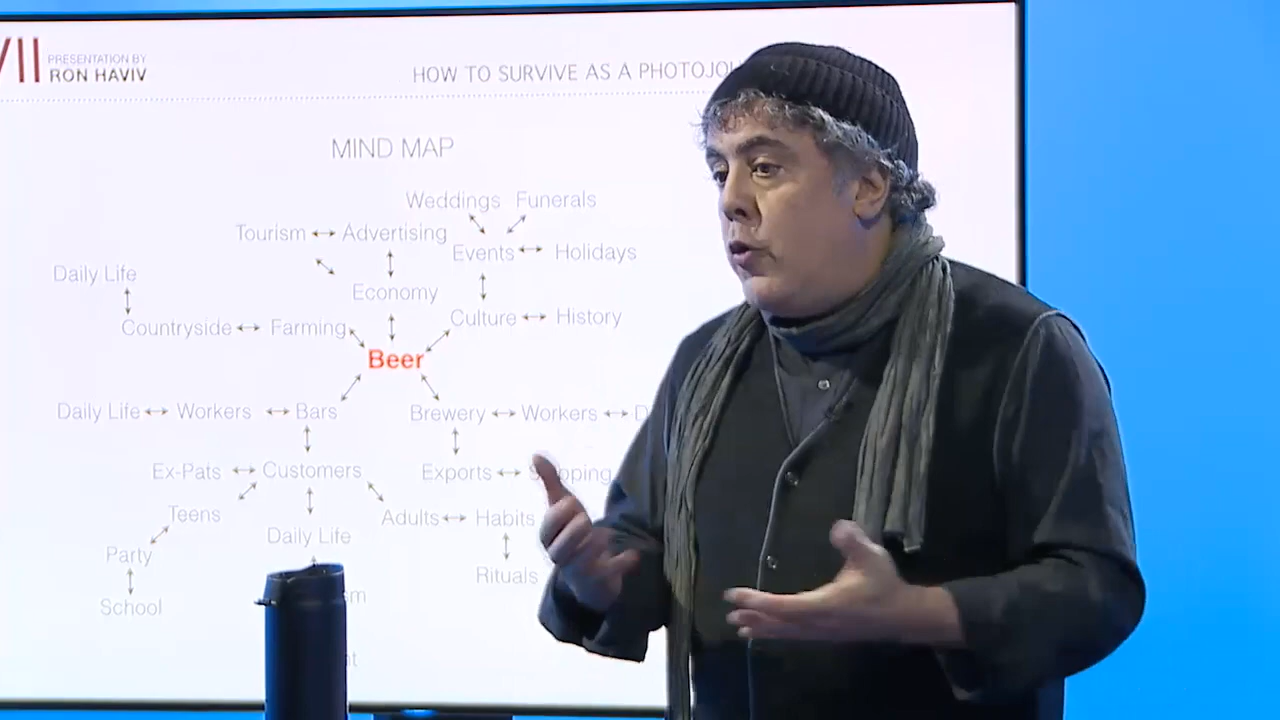 VII PRESENTATION BY
RON HAVIV
HOW TO SURVIVE AS A
MIND MAP
Weddings Funerals
Tourism Advertising
Events Holidays
Daily Life
Economy
Culture History
Countryside Farming
Beer
Daily Life Workers Bars Brewery Workers
Ex-Pats Customers Exports
Teens Adults Habits
Daily Life
Party
Rituals
School